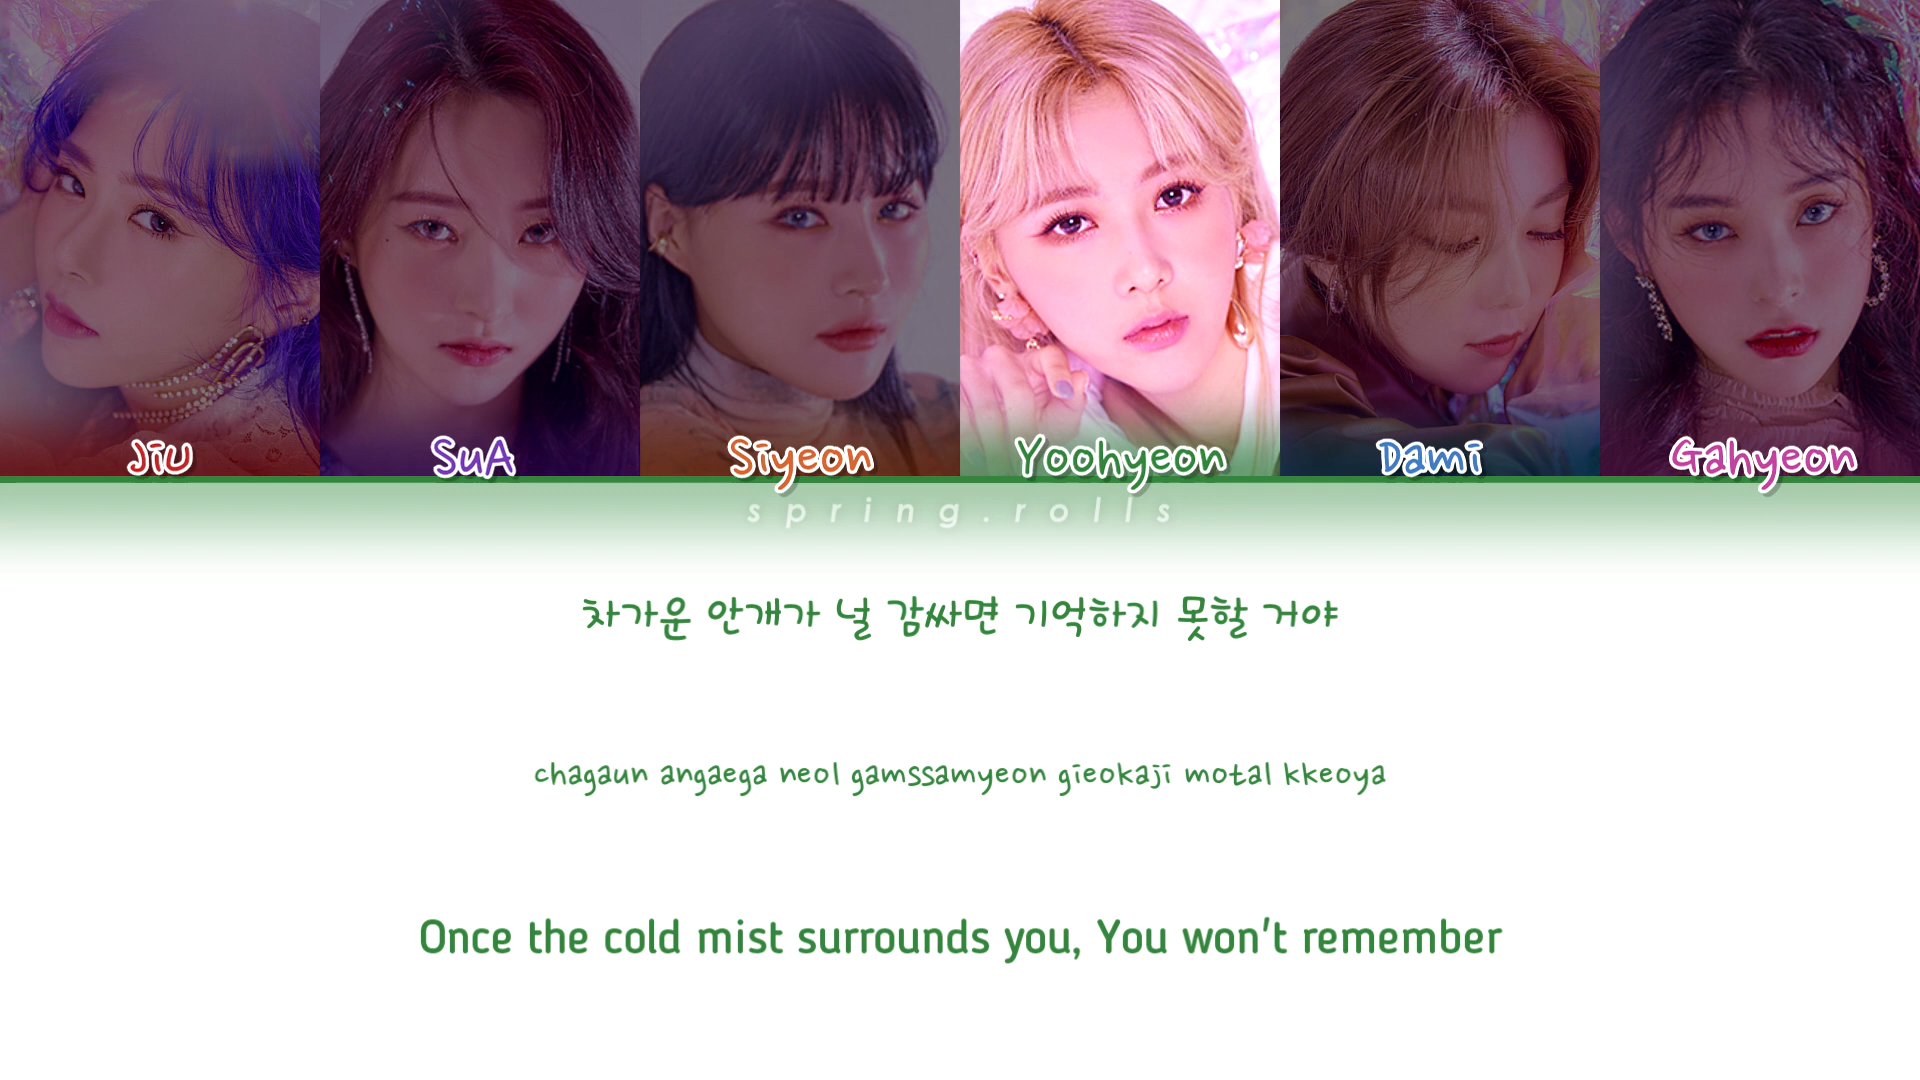 JiU SuA Siyeon Yoohyeon Dami Gahyeon
spring.rolls
차가운 안개가 널 감싸면 기억하지 못할 거야
chagaun angaega neol gamssamyeon gieokaji motal kkeoya
Once the cold mist surrounds you, You won't remember